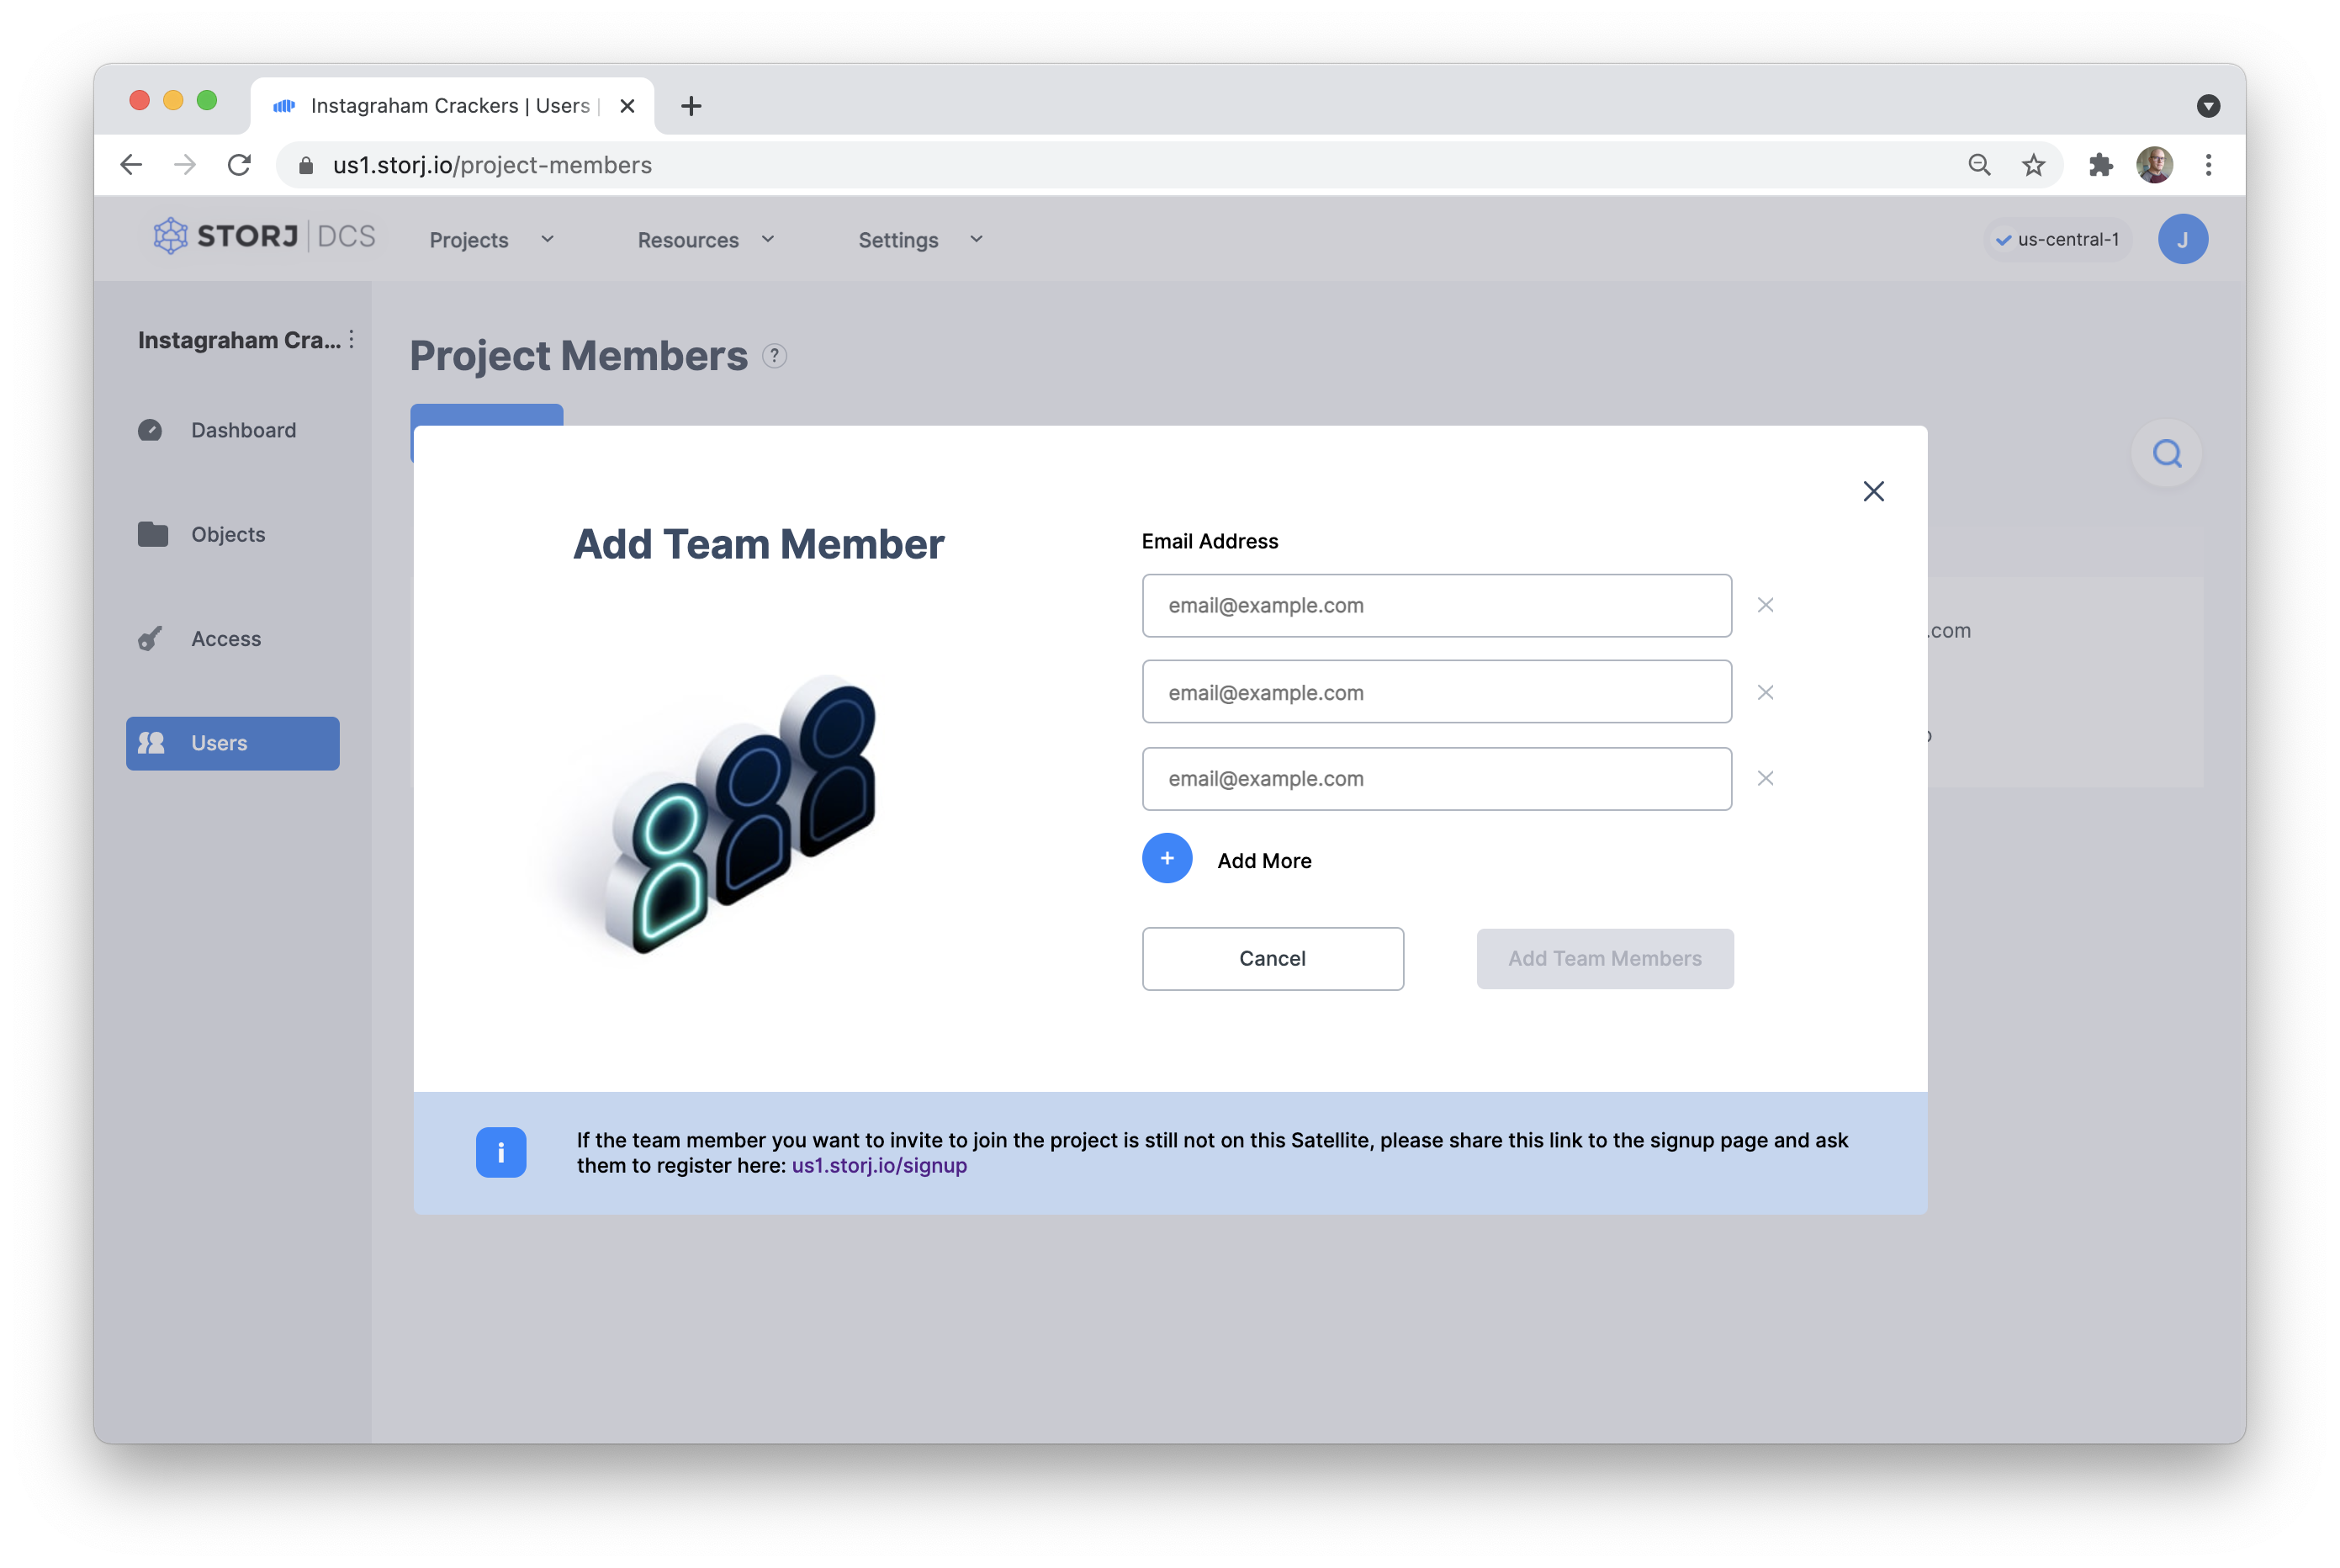 Instagraham Crackers | Users |
us1.storj.io/project-members
STORJ | DCS
Projects
Resources
Settings
us-central-1
J
Instagraham Cra...
Project Members ?
Dashboard
Objects
Access
Users
Add Team Member
Email Address
email@example.com
email@example.com
email@example.com
Add More
Cancel
Add Team Members
.com
i
If the team member you want to invite to join the project is still not on this Satellite, please share this link to the signup page and ask
them to register here: us1.storj.io/signup